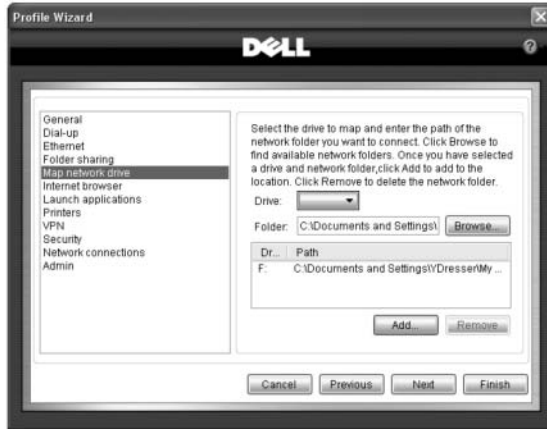 Profile Wizard
DELL
?
General
Dial-up
Ethernet
Folder sharing
Map network drive
Internet browser
Launch applications
Printers
VPN
Security
Network connections
Admin
Select the drive to map and enter the path of the
network folder you want to connect. Click Browse to
find available network folders. Once you have selected
a drive and network folder,click Add to add to the
location. Click Remove to delete the network folder.
Drive:
Folder: C:\Documents and Settings\ Browse...
Dr... Path
F: C:\Documents and Settings\YDresser\My ...
Add... Remove
Cancel Previous Next Finish